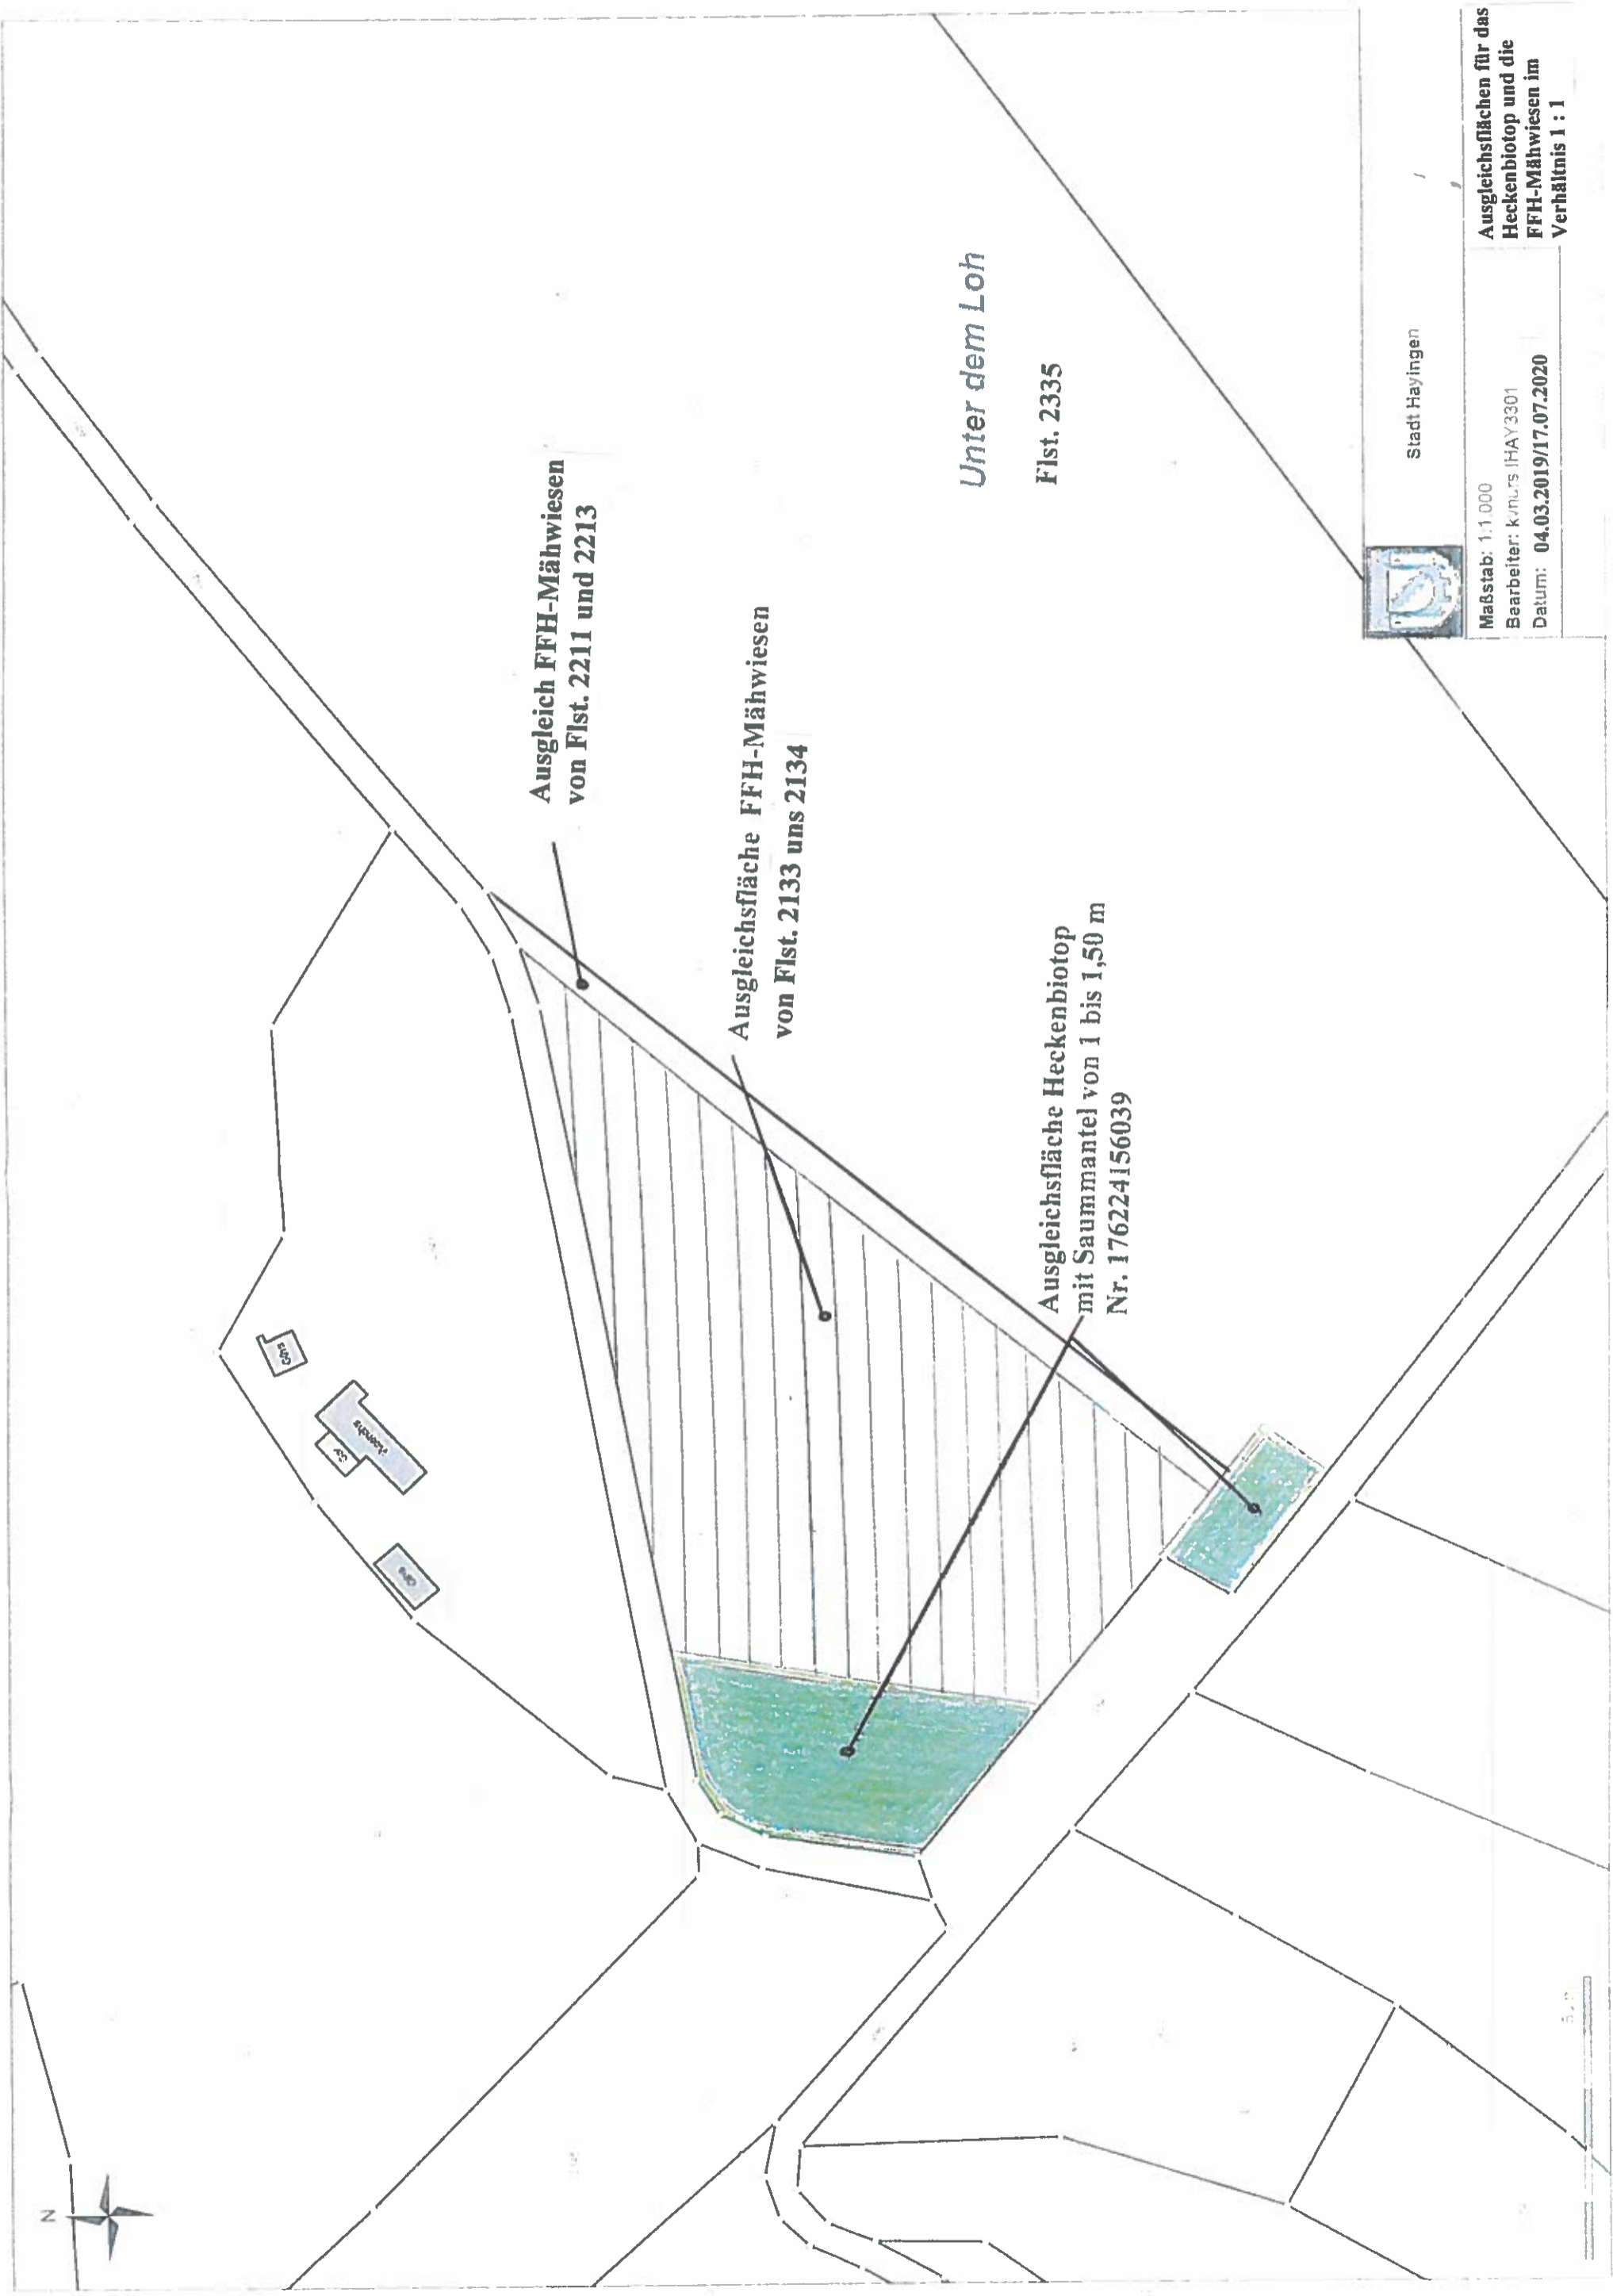 N
Ausgleich FFH-Mähwiesen
von Flst. 2211 und 2213
Ausgleichsfläche FFH-Mähwiesen
von Flst. 2133 uns 2134
Ausgleichsfläche Heckenbiotop
mit Saummantel von 1 bis 1,50 m
Nr. 176224156039
Unter dem Loh
Flst. 2335
Stadt Hayingen
Maßstab: 1:1.000
Bearbeiter:
Datum: 04.03.2019/17.07.2020
Ausgleichsflächen für das
Heckenbiotop und die
FFH-Mähwiesen im
Verhältnis 1 : 1